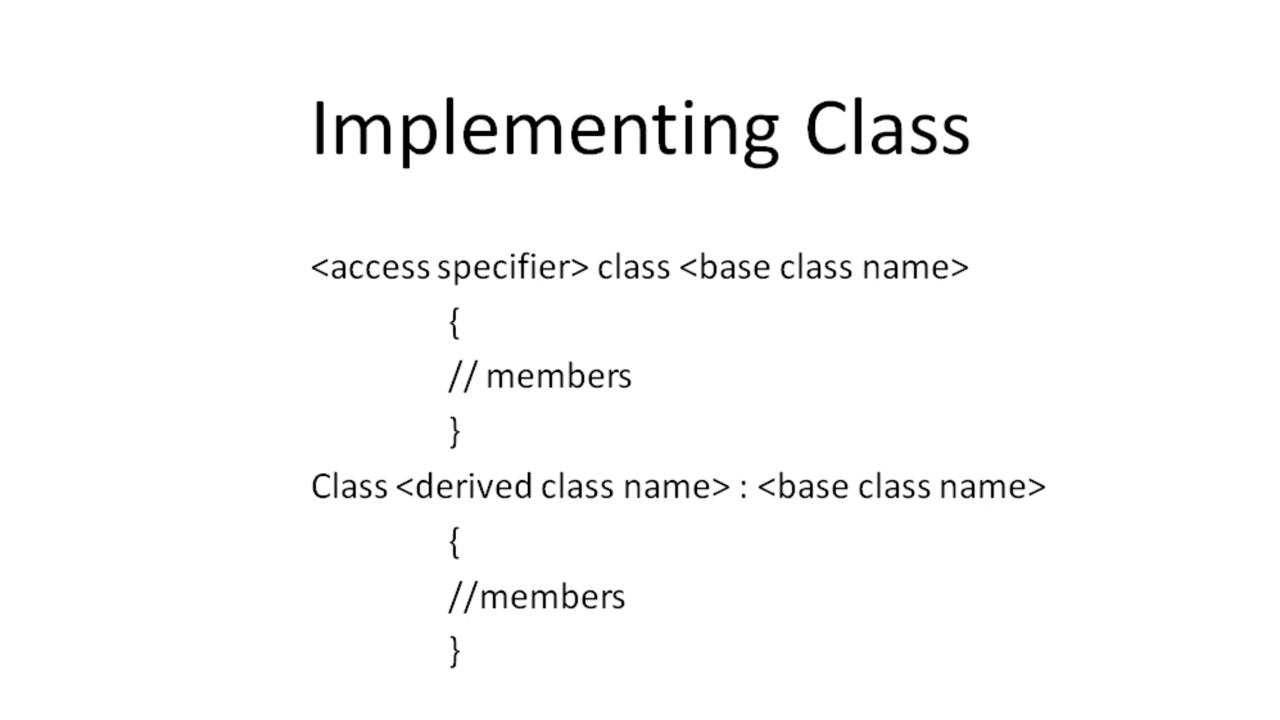 Implementing Class
<access specifier> class <base class name>
{
// members
}
Class <derived class name> : <base class name>
{
//members
}